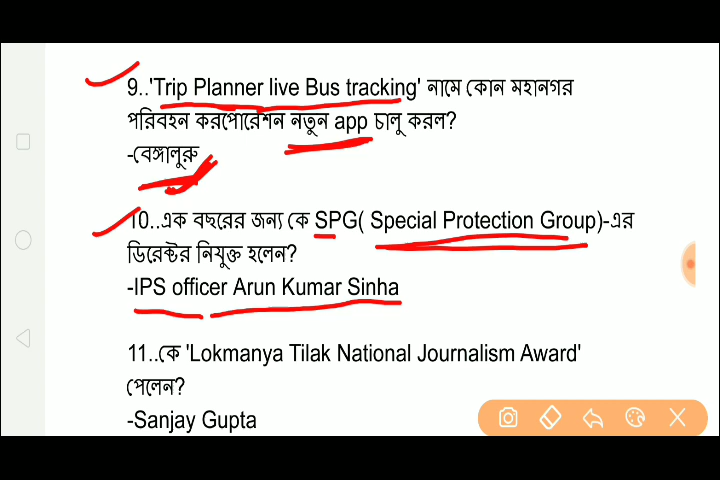 9..'Trip Planner live Bus tracking' নামে কোন মহানগর
পরিবহন করপোরেশন নতুন app চালু করল?
-বেঙ্গালুরু
10..এক বছরের জন্য কে SPG( Special Protection Group)-এর
ডিরেক্টর নিযুক্ত হলেন?
-IPS officer Arun Kumar Sinha
11..কে 'Lokmanya Tilak National Journalism Award'
পেলেন?
-Sanjay Gupta